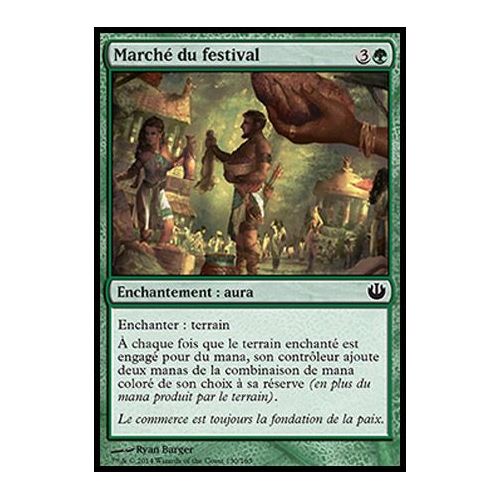 Marché du festival 3
Enchantement : aura
Enchanter : terrain
À chaque fois que le terrain enchanté est
engagé pour du mana, son contrôleur ajoute
deux manas de la combinaison de mana
coloré de son choix à sa réserve (en plus du
mana produit par le terrain).
Le commerce est toujours la fondation de la paix.
Ryan Barger
© 2014 Wizards of the Coast